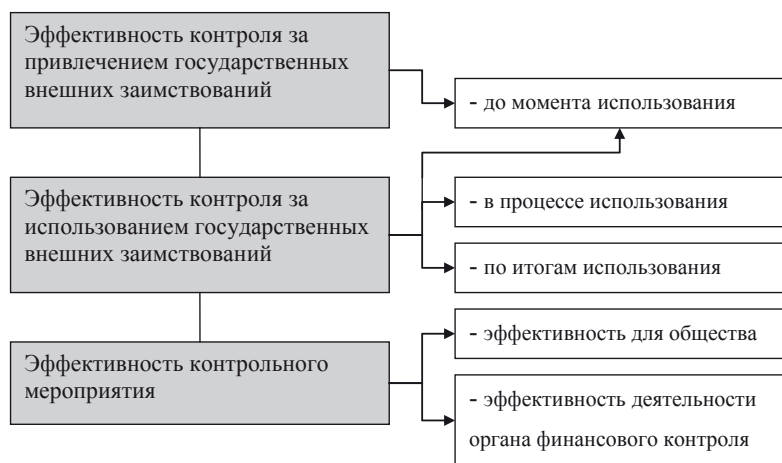 Эффективность контроля за
привлечением государственных
внешних заимствований
- до момента использования
Эффективность контроля за
использованием государственных
внешних заимствований
- в процессе использования
- по итогам использования
Эффективность контрольного
мероприятия
- эффективность для общества
- эффективность деятельности
органа финансового контроля